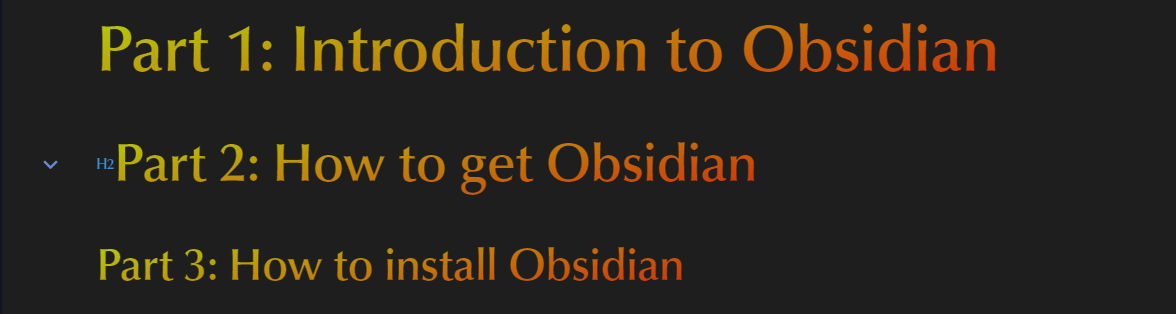 Part 1: Introduction to Obsidian
H2 Part 2: How to get Obsidian
Part 3: How to install Obsidian